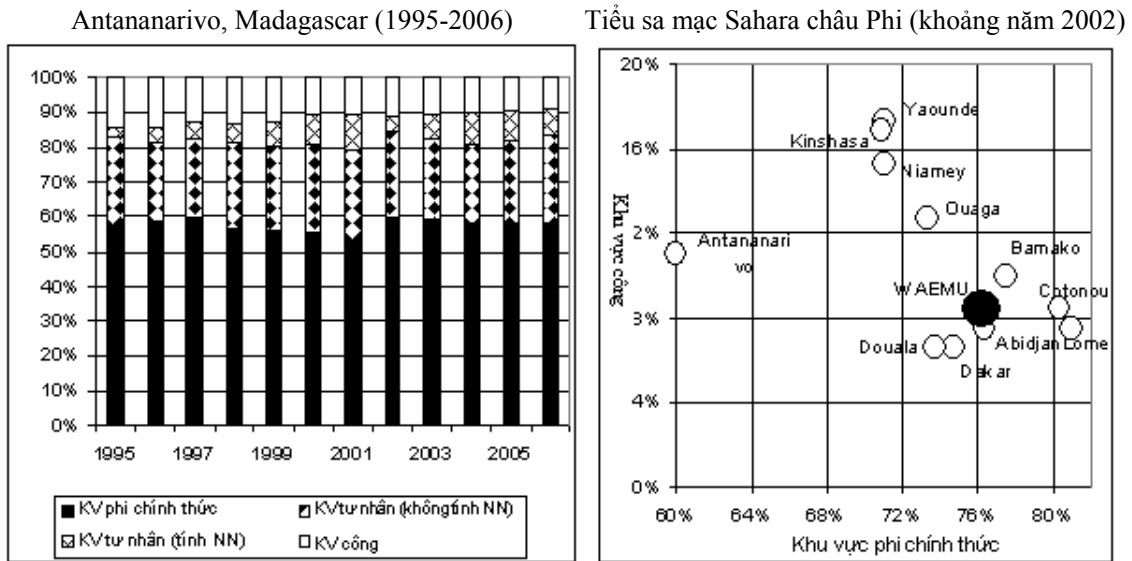 Antananarivo, Madagascar (1995-2006)
Tiểu sa mạc Sahara châu Phi (khoảng năm 2002)
100%
90%
80%
70%
60%
50%
40%
30%
20%
10%
0%
1995 1997 1999 2001 2003 2005
KV phi chính thức
KV tư nhân (không tính NN)
KV tư nhân (tính NN)
KV công
20%
16%
2%
8%
4%
0%
Khu vực công
Yaounde
Kinshasa
Niamey
Ouaga
Antananari
vo
Bamako
WAEMU
Cotonou
Douala
Abidjan
Lome
Dakar
60% 64% 68% 72% 76% 80%
Khu vực phi chính thức